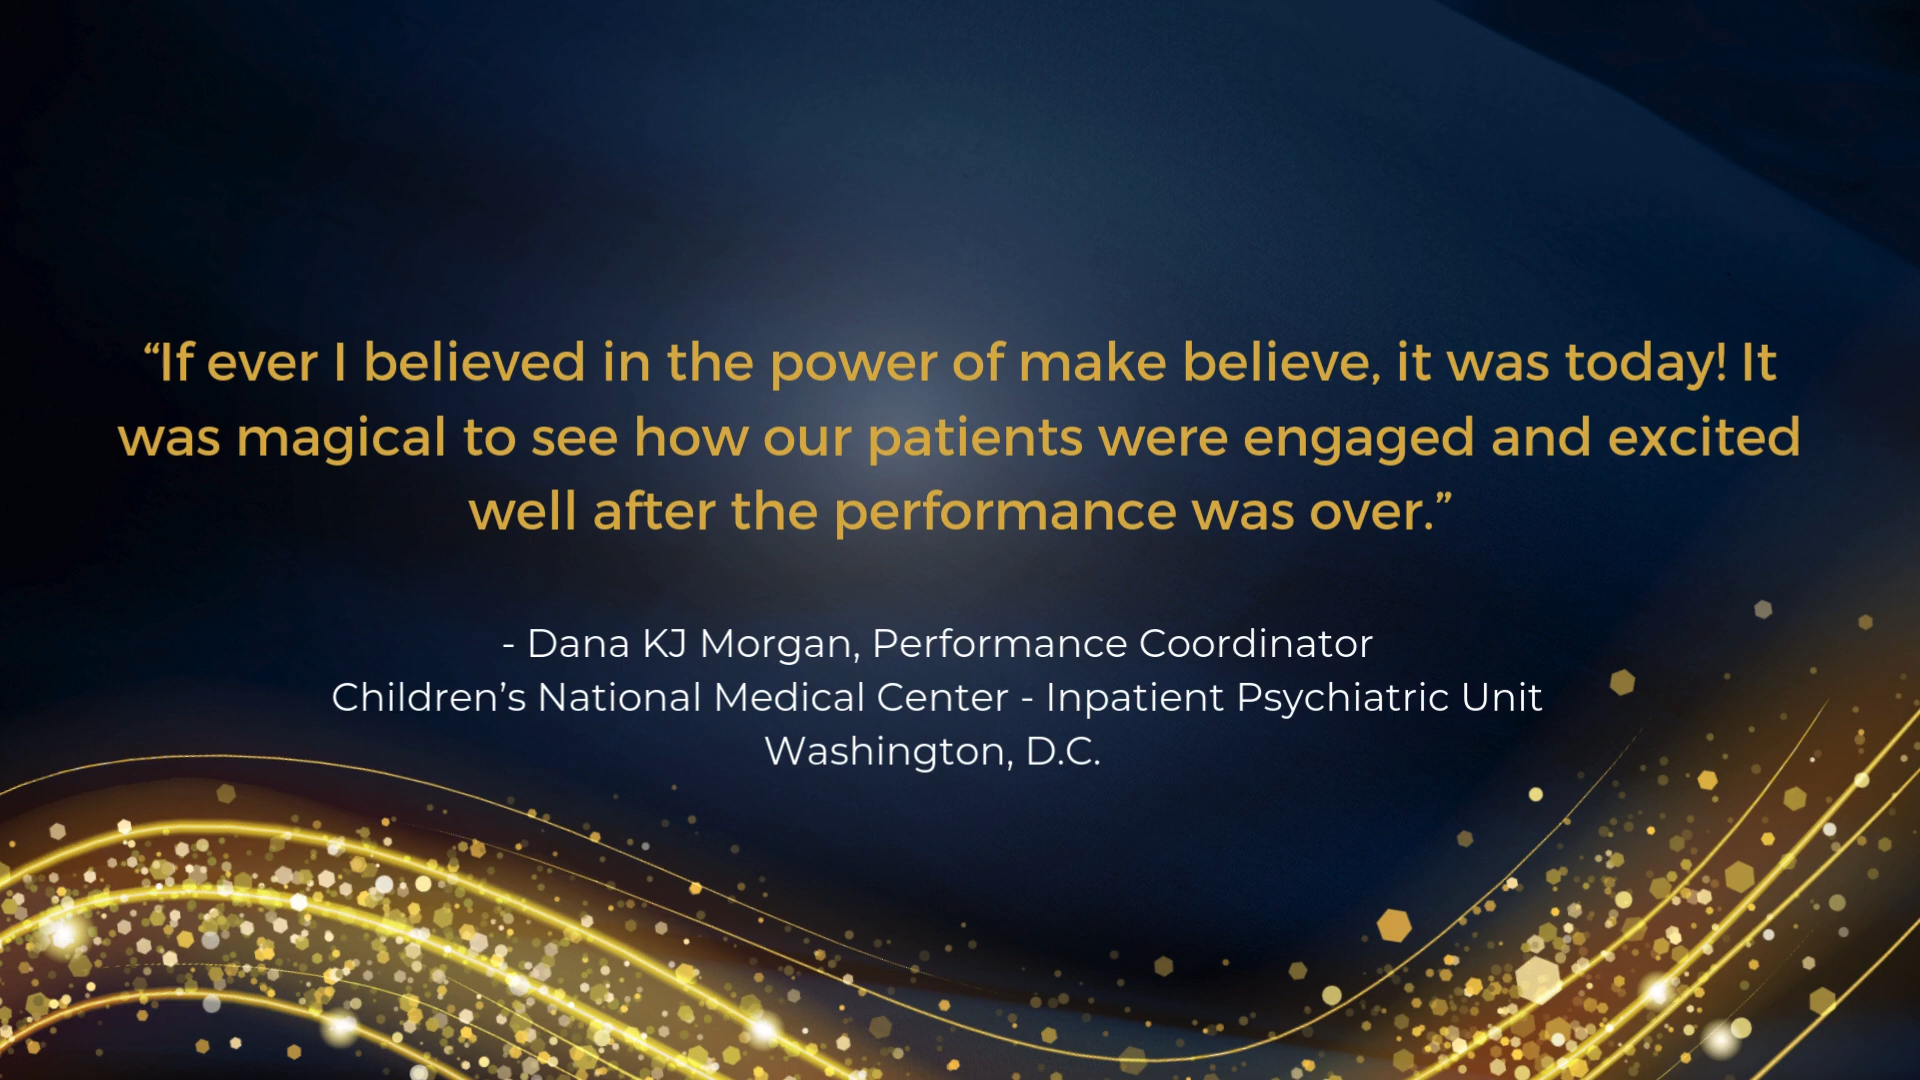 “If ever I believed in the power of make believe, it was today! It
was magical to see how our patients were engaged and excited
well after the performance was over.”
- Dana KJ Morgan, Performance Coordinator
Children’s National Medical Center - Inpatient Psychiatric Unit
Washington, D.C.